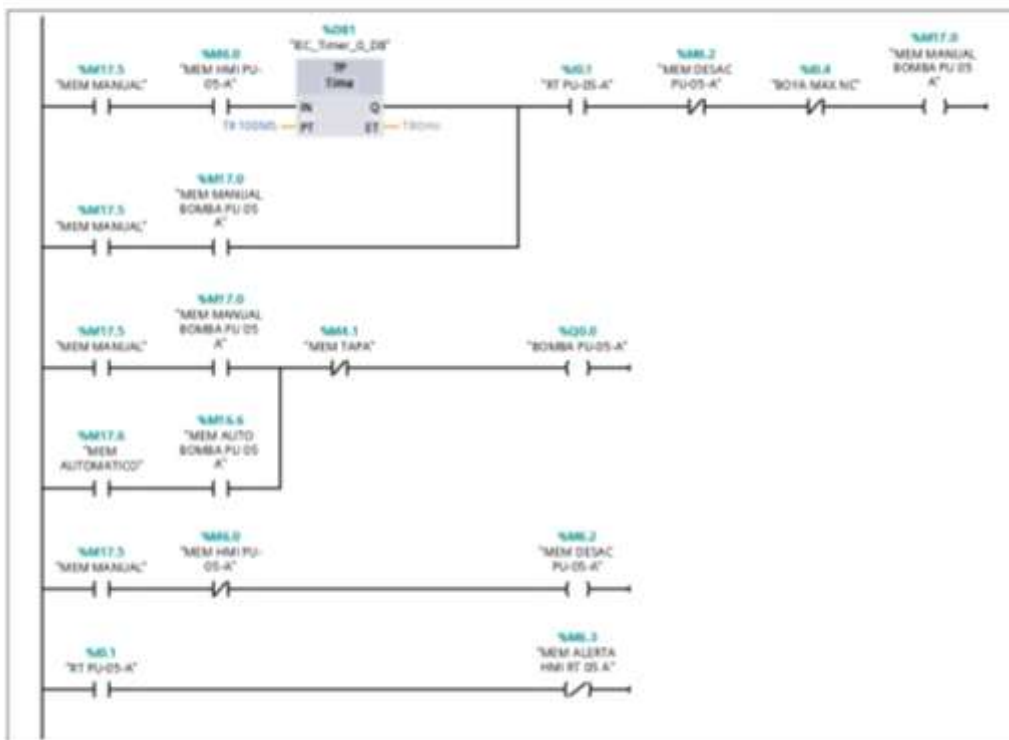 %DB1
"IEC_Timer_0_DB"
%M17.5
"MEM MANUAL"
%M6.0
"MEM HMI PU-
05-A"
TP
Time
IN
Q
T# 100MS
PT
ET
%I0.1
"RT PU-05-A"
%M6.2
"MEM DESAC
PU-05-A"
%I0.4
"BOYA MAX NC"
%M17.0
"MEM MANUAL
BOMBA PU 05
A"
%M17.5
"MEM MANUAL"
%M17.0
"MEM MANUAL
BOMBA PU 05
A"
%M17.5
"MEM MANUAL"
%M17.0
"MEM MANUAL
BOMBA PU 05
A"
%M4.1
"MEM TAPA"
%Q0.0
"BOMBA PU-05-A"
%M17.6
"MEM
AUTOMATICO"
%M16.6
"MEM AUTO
BOMBA PU 05
A"
%M17.5
"MEM MANUAL"
%M6.0
"MEM HMI PU-
05-A"
%M6.2
"MEM DESAC
PU-05-A"
%I0.1
"RT PU-05-A"
%M6.3
"MEM ALERTA
HMI RT 05 A"